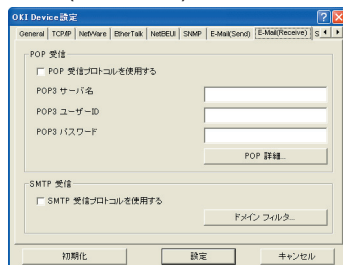 OKI Device設定
General TCP/IP NetWare EtherTalk NetBEUI SNMP E-Mail(Send) E-Mail(Receive) S
POP 受信
POP 受信プロトコルを使用する
POP3 サーバ名
POP3 ユーザーID
POP3 パスワード
POP 詳細...
SMTP 受信
SMTP 受信プロトコルを使用する
ドメイン フィルタ...
初期化 設定 キャンセル